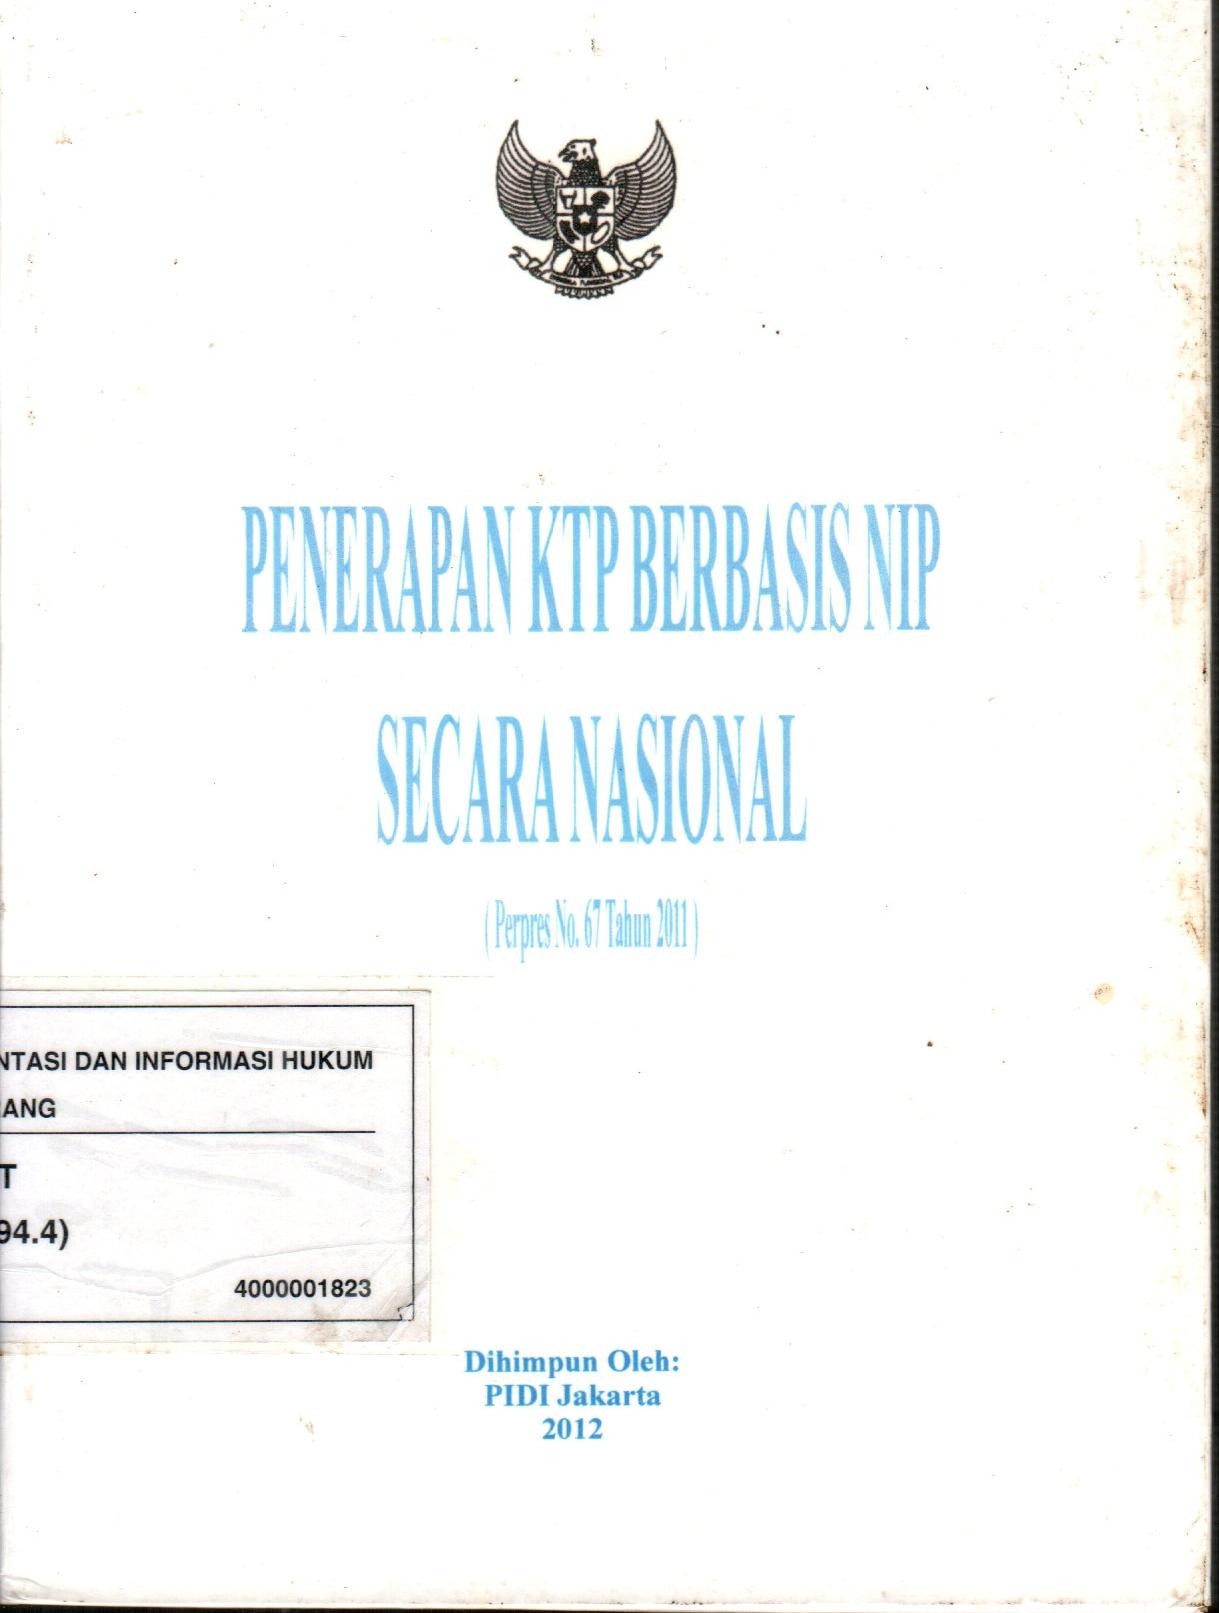 PENERAPAN KTP BERBASIS NIP
SECARA NASIONAL
( Perpres No. 67 Tahun 2011 )
NTASI DAN INFORMASI HUKUM
ANG
T
94.4)
4000001823
Dihimpun Oleh:
PIDI Jakarta
2012